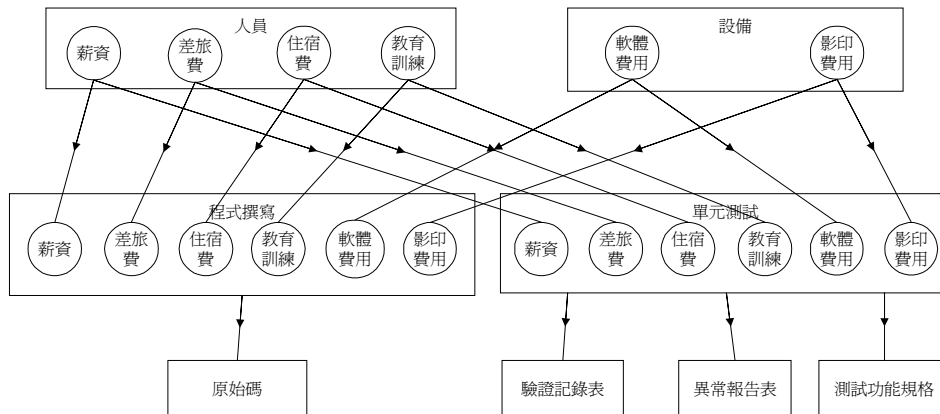 人員
設備
薪資
差旅
費
住宿
費
教育
訓練
軟體
費用
影印
費用
程式撰寫
單元測試
薪資
差旅
費
住宿
費
教育
訓練
軟體
費用
影印
費用
薪資
差旅
費
住宿
費
教育
訓練
軟體
費用
影印
費用
原始碼
驗證記錄表
異常報告表
測試功能規格